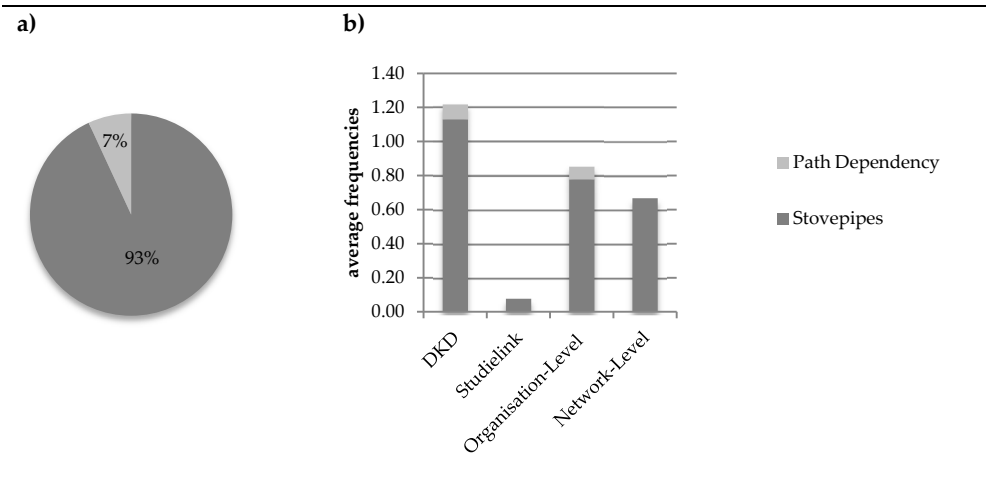 a)
b)
7%
93%
average frequencies
1.40
1.20
1.00
0.80
0.60
0.40
0.20
0.00
DKD
Studielink
Organisation-Level
Network-Level
Path Dependency
Stovepipes